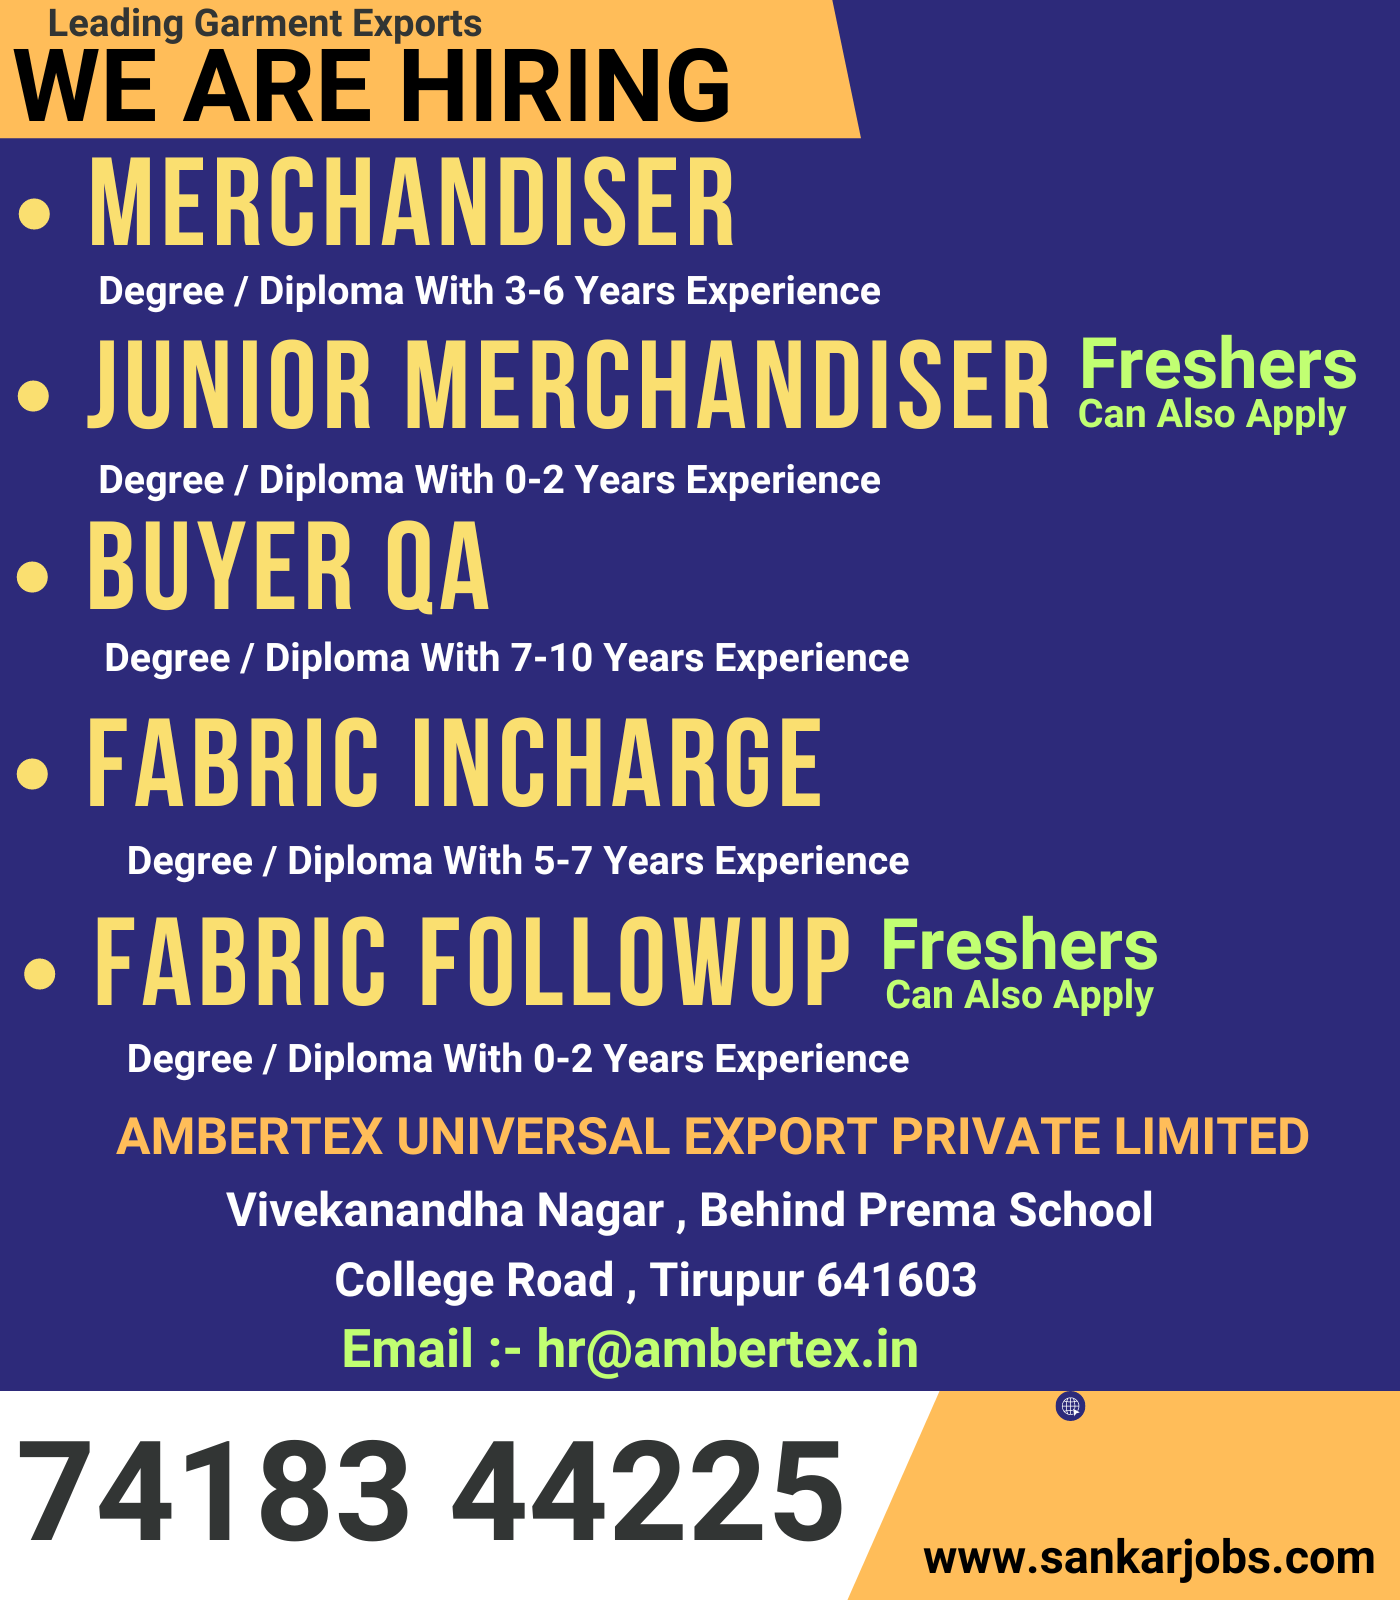 Leading Garment Exports
WE ARE HIRING
• MERCHANDISER
Degree / Diploma With 3-6 Years Experience
• JUNIOR MERCHANDISER Freshers
Can Also Apply
Degree / Diploma With 0-2 Years Experience
• BUYER QA
Degree / Diploma With 7-10 Years Experience
• FABRIC INCHARGE
Degree / Diploma With 5-7 Years Experience
• FABRIC FOLLOWUP Freshers
Can Also Apply
Degree / Diploma With 0-2 Years Experience
AMBERTEX UNIVERSAL EXPORT PRIVATE LIMITED
Vivekanandha Nagar , Behind Prema School
College Road , Tirupur 641603
Email :- hr@ambertex.in
74183 44225
www.sankarjobs.com